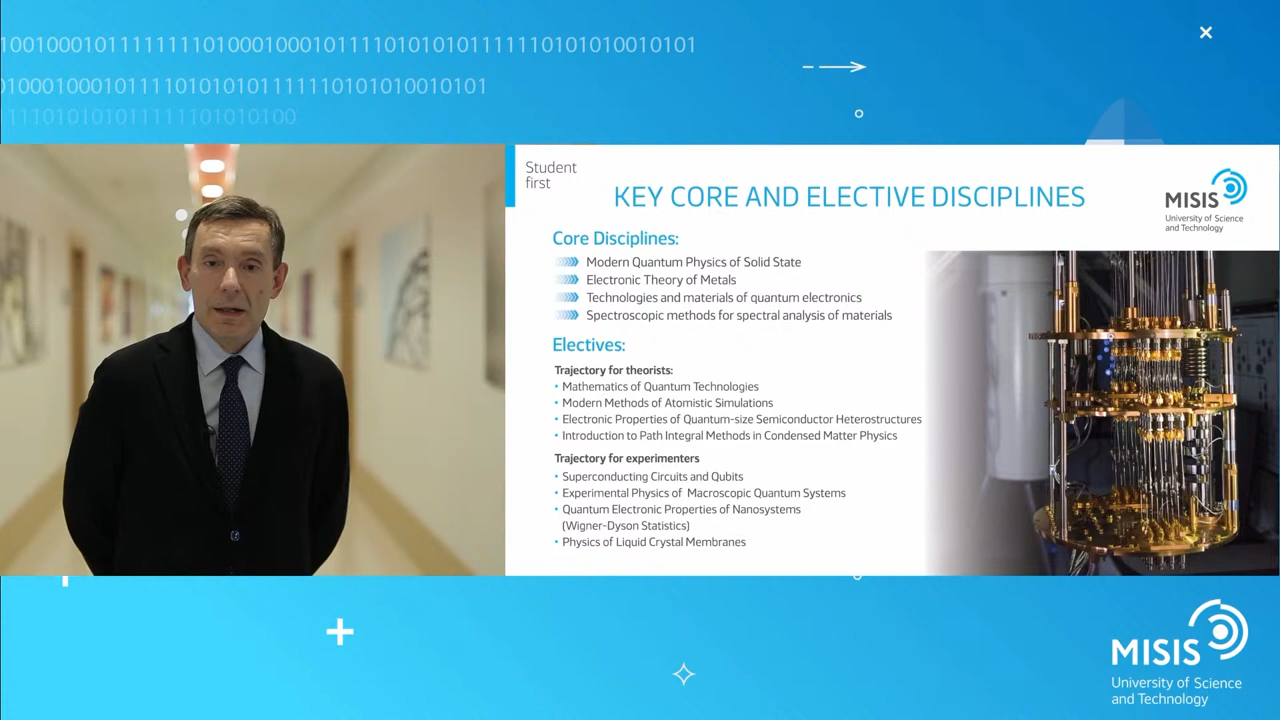 10010001011111111010001000101111010101011111101010100 10101
01000100010111101010101111110101010010101
11101010101111110101010 0
Student
first
KEY CORE AND ELECTIVE DISCIPLINES
MISIS
University of Science
and Technology
Core Disciplines:
Modern Quantum Physics of Solid State
Electronic Theory of Metals
Technologies and materials of quantum electronics
Spectroscopic methods for spectral analysis of materials
Electives:
Trajectory for theorists:
• Mathematics of Quantum Technologies
• Modern Methods of Atomistic Simulations
• Electronic Properties of Quantum-size Semiconductor Heterostructures
• Introduction to Path Integral Methods in Condensed Matter Physics
Trajectory for experimenters
• Superconducting Circuits and Qubits
• Experimental Physics of Macroscopic Quantum Systems
• Quantum Electronic Properties of Nanosystems
(Wigner-Dyson Statistics)
• Physics of Liquid Crystal Membranes
MISIS
University of Science
and Technology